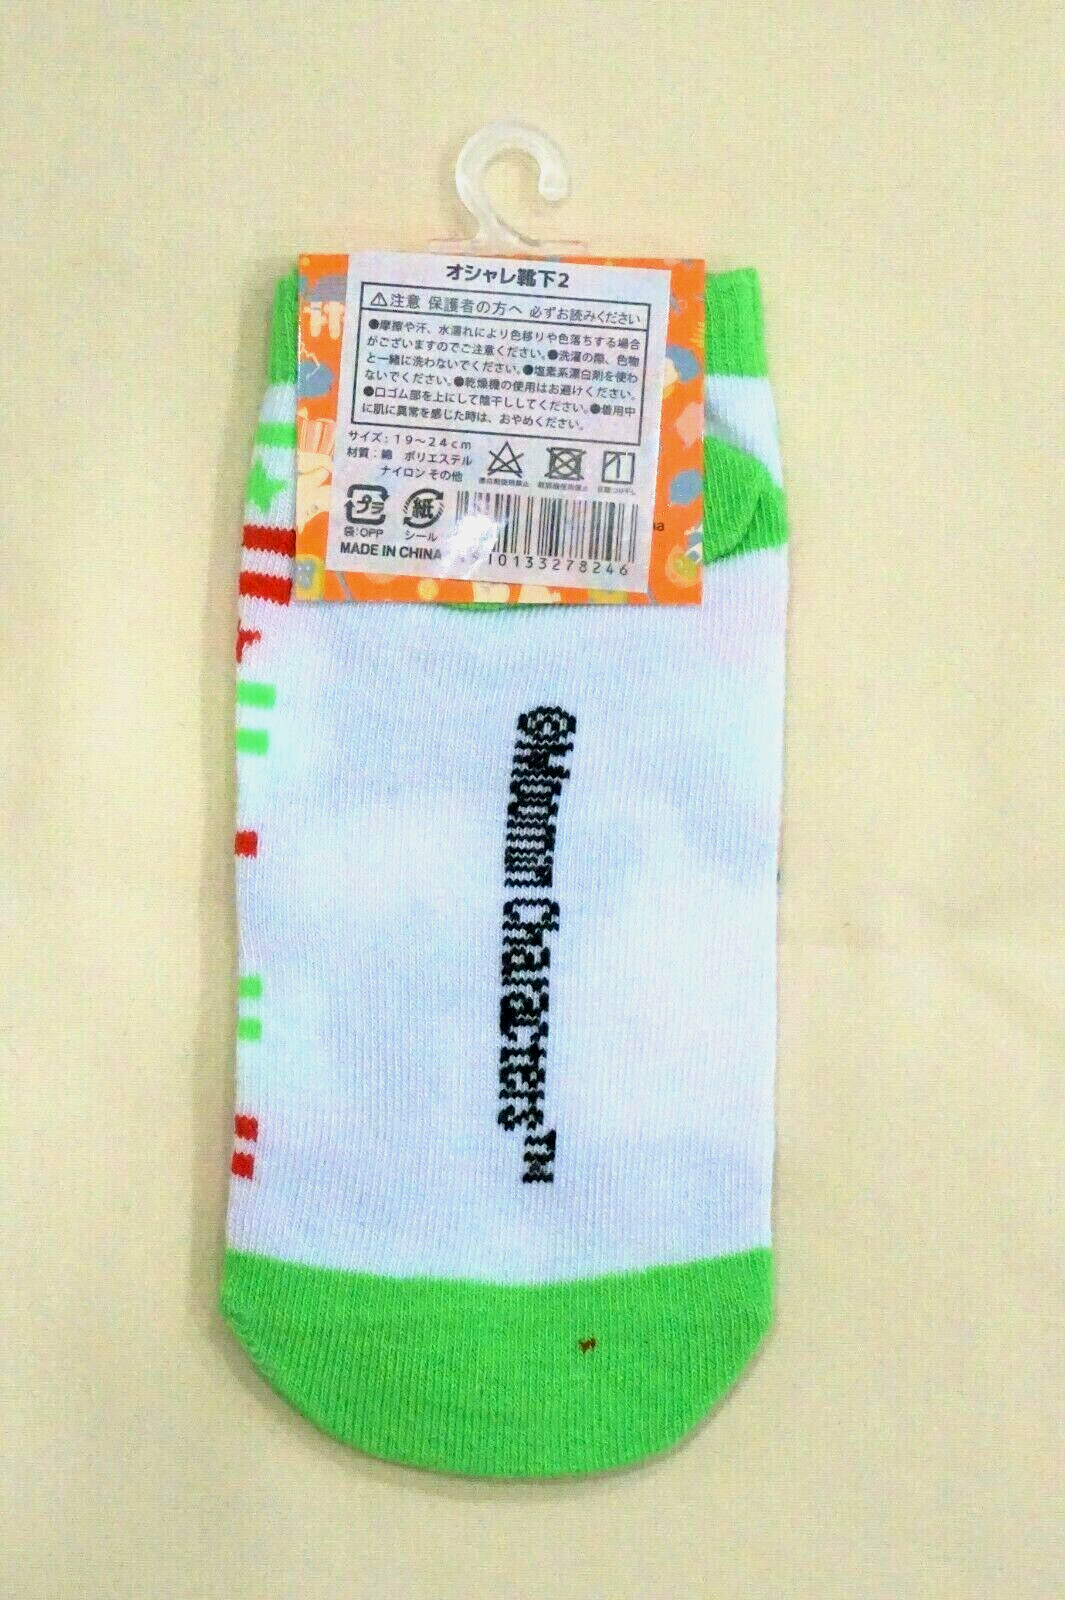 オシャレ靴下2
⚠注意 保護者の方へ 必ずお読みください
●摩擦や汗、水濡れにより色移りや色落ちする場合
がございますのでご注意ください。●洗濯の際、色物
と一緒に洗わないでください。●塩素系漂白剤を使わ
ないでください。●乾燥機の使用はお避けください。
●口ゴム部を上にして陰干ししてください。●着用中
に肌に異常を感じた時は、おやめください。
サイズ：19～24cm
材質：綿 ポリエステル
ナイロン その他
プラ
紙
袋:OPP
シール
MADE IN CHINA
10133278246
©Moomin Characters™